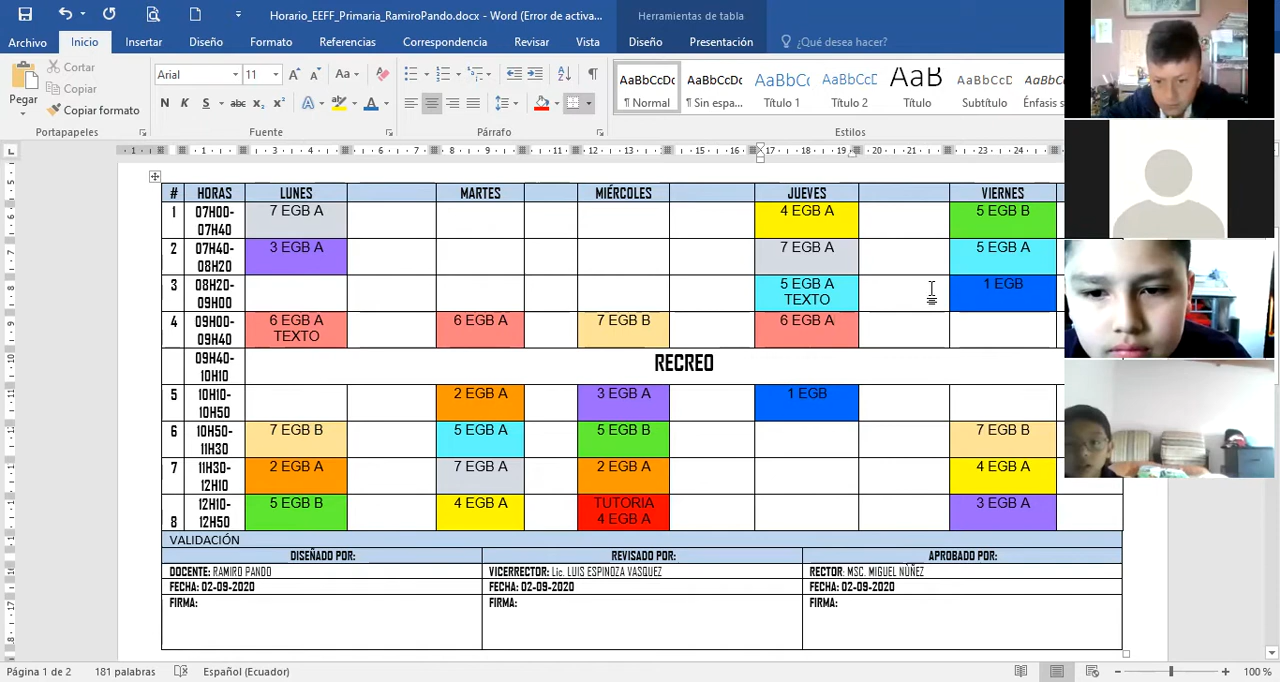 Horario_EEFF_Primaria_RamiroPando.docx - Word (Error de activa...
Herramientas de tabla
Archivo Inicio Insertar Diseño Formato Referencias Correspondencia Revisar Vista Diseño Presentación ¿Qué desea hacer?
Pegar
Cortar
Copiar
Copiar formato
Arial 11
N K S abc x₂ x²
AaBbCcDc AaBbCcDc AaBbC AaBbCc AaB AaBbCcD AaBbCc
¶ Normal ¶ Sin espa... Título 1 Título 2 Título Subtítulo Énfasis s
Portapapeles Fuente Párrafo Estilos
# HORAS LUNES MARTES MIÉRCOLES JUEVES VIERNES
1 07H00-07H40 7 EGB A 4 EGB A 5 EGB B
2 07H40-08H20 3 EGB A 7 EGB A 5 EGB A
3 08H20-09H00 5 EGB A TEXTO 1 EGB
4 09H00-09H40 6 EGB A TEXTO 6 EGB A 7 EGB B 6 EGB A
09H40-10H10 RECREO
5 10H10-10H50 2 EGB A 3 EGB A 1 EGB
6 10H50-11H30 7 EGB B 5 EGB A 5 EGB B 7 EGB B
7 11H30-12H10 2 EGB A 7 EGB A 2 EGB A 4 EGB A
8 12H10-12H50 5 EGB B 4 EGB A TUTORIA 4 EGB A 3 EGB A
VALIDACIÓN
DISEÑADO POR: REVISADO POR: APROBADO POR:
DOCENTE: RAMIRO PANDO VICERRECTOR: Lic. LUIS ESPINOZA VASQUEZ RECTOR: MSC. MIGUEL NÚÑEZ
FECHA: 02-09-2020 FECHA: 02-09-2020 FECHA: 02-09-2020
FIRMA: FIRMA: FIRMA:
Página 1 de 2 181 palabras Español (Ecuador) 100 %